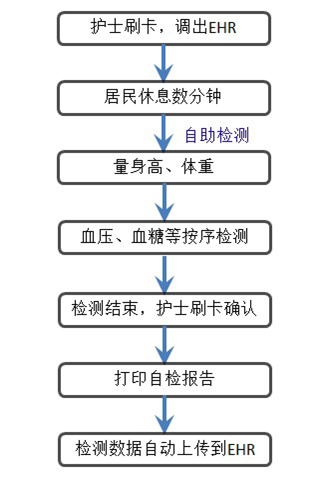 护士刷卡，调出EHR
居民休息数分钟
自助检测
量身高、体重
血压、血糖等按序检测
检测结束，护士刷卡确认
打印自检报告
检测数据自动上传到EHR